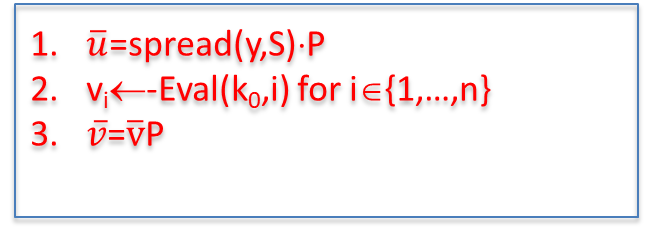 1. u̅=spread(y,S)·P
2. vᵢ←-Eval(k₀,i) for i∈{1,…,n}
3. v̅=v̅P